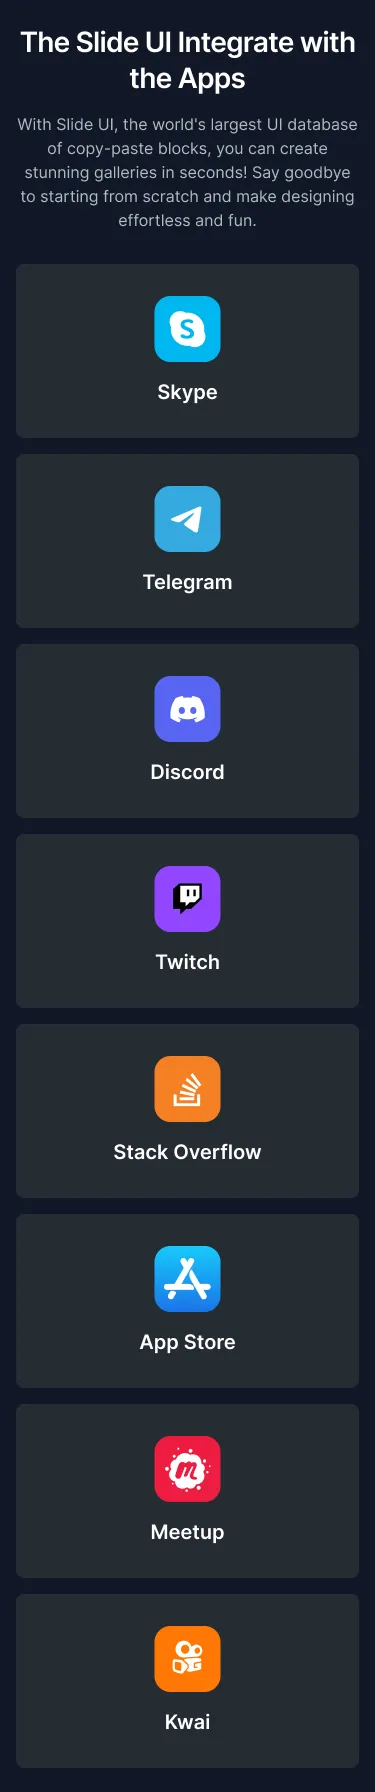 The Slide UI Integrate with
the Apps
With Slide UI, the world's largest UI database
of copy-paste blocks, you can create
stunning galleries in seconds! Say goodbye
to starting from scratch and make designing
effortless and fun.
Skype
Telegram
Discord
Twitch
Stack Overflow
App Store
Meetup
Kwai